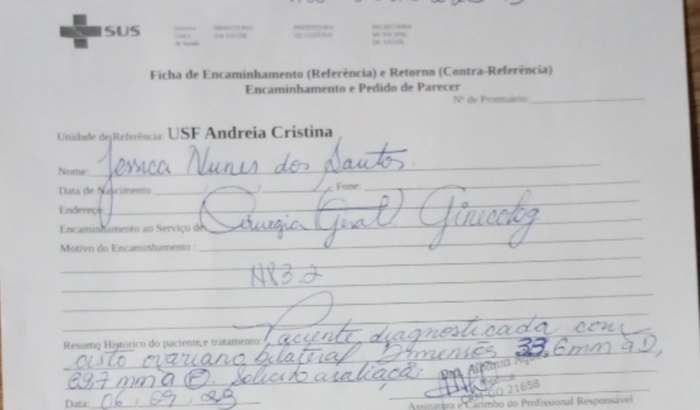 SUS
Ficha de Encaminhamento (Referência) e Retorno (Contra-Referência)
Encaminhamento e Pedido de Parecer
Nº de Prontuário:
Unidade de Referência: USF Andreia Cristina
Nome: Jessica Nunes dos Santos
Data de Nascimento Fone:
Endereço
Encaminhamento ao Serviço de Cirurgia Geral Ginecolog
Motivo do Encaminhamento :
N83.2
Resumo Histórico do paciente,e tratamento: Paciente diagnosticada com
cisto ovariano bilateral, Dimensões 33,6mm a D,
29,7 mm a E. Solicito avaliação
Data: 06 09 23
21658
Assinatura e Carimbo do Profissional Responsável